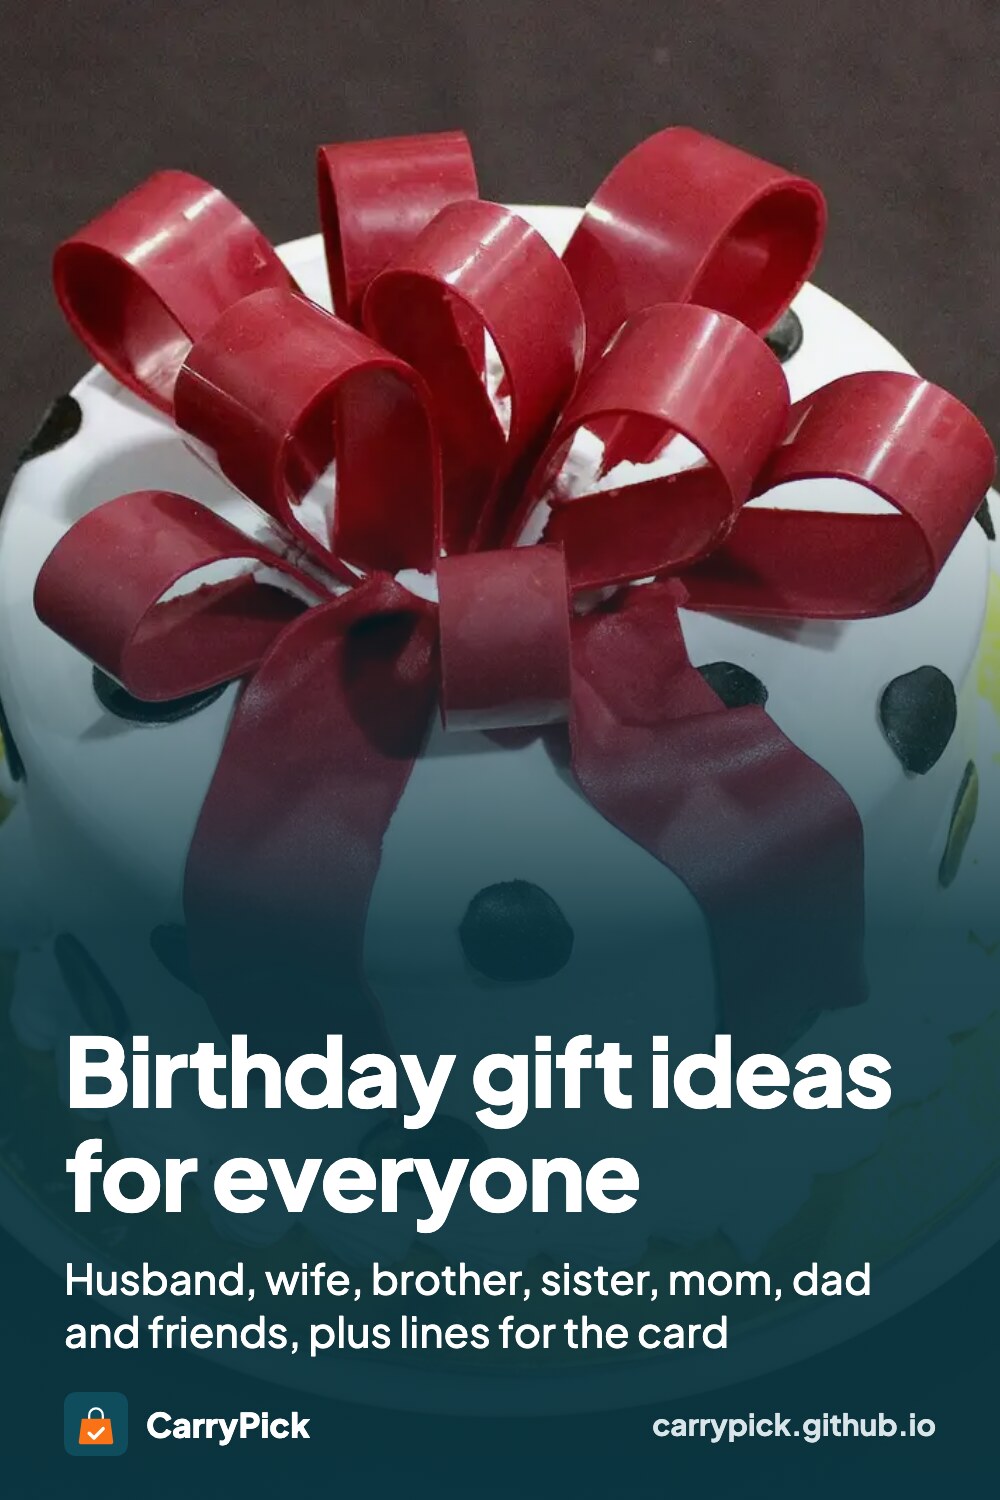 Birthday gift ideas
for everyone
Husband, wife, brother, sister, mom, dad
and friends, plus lines for the card
CarryPick
carrypick.github.io